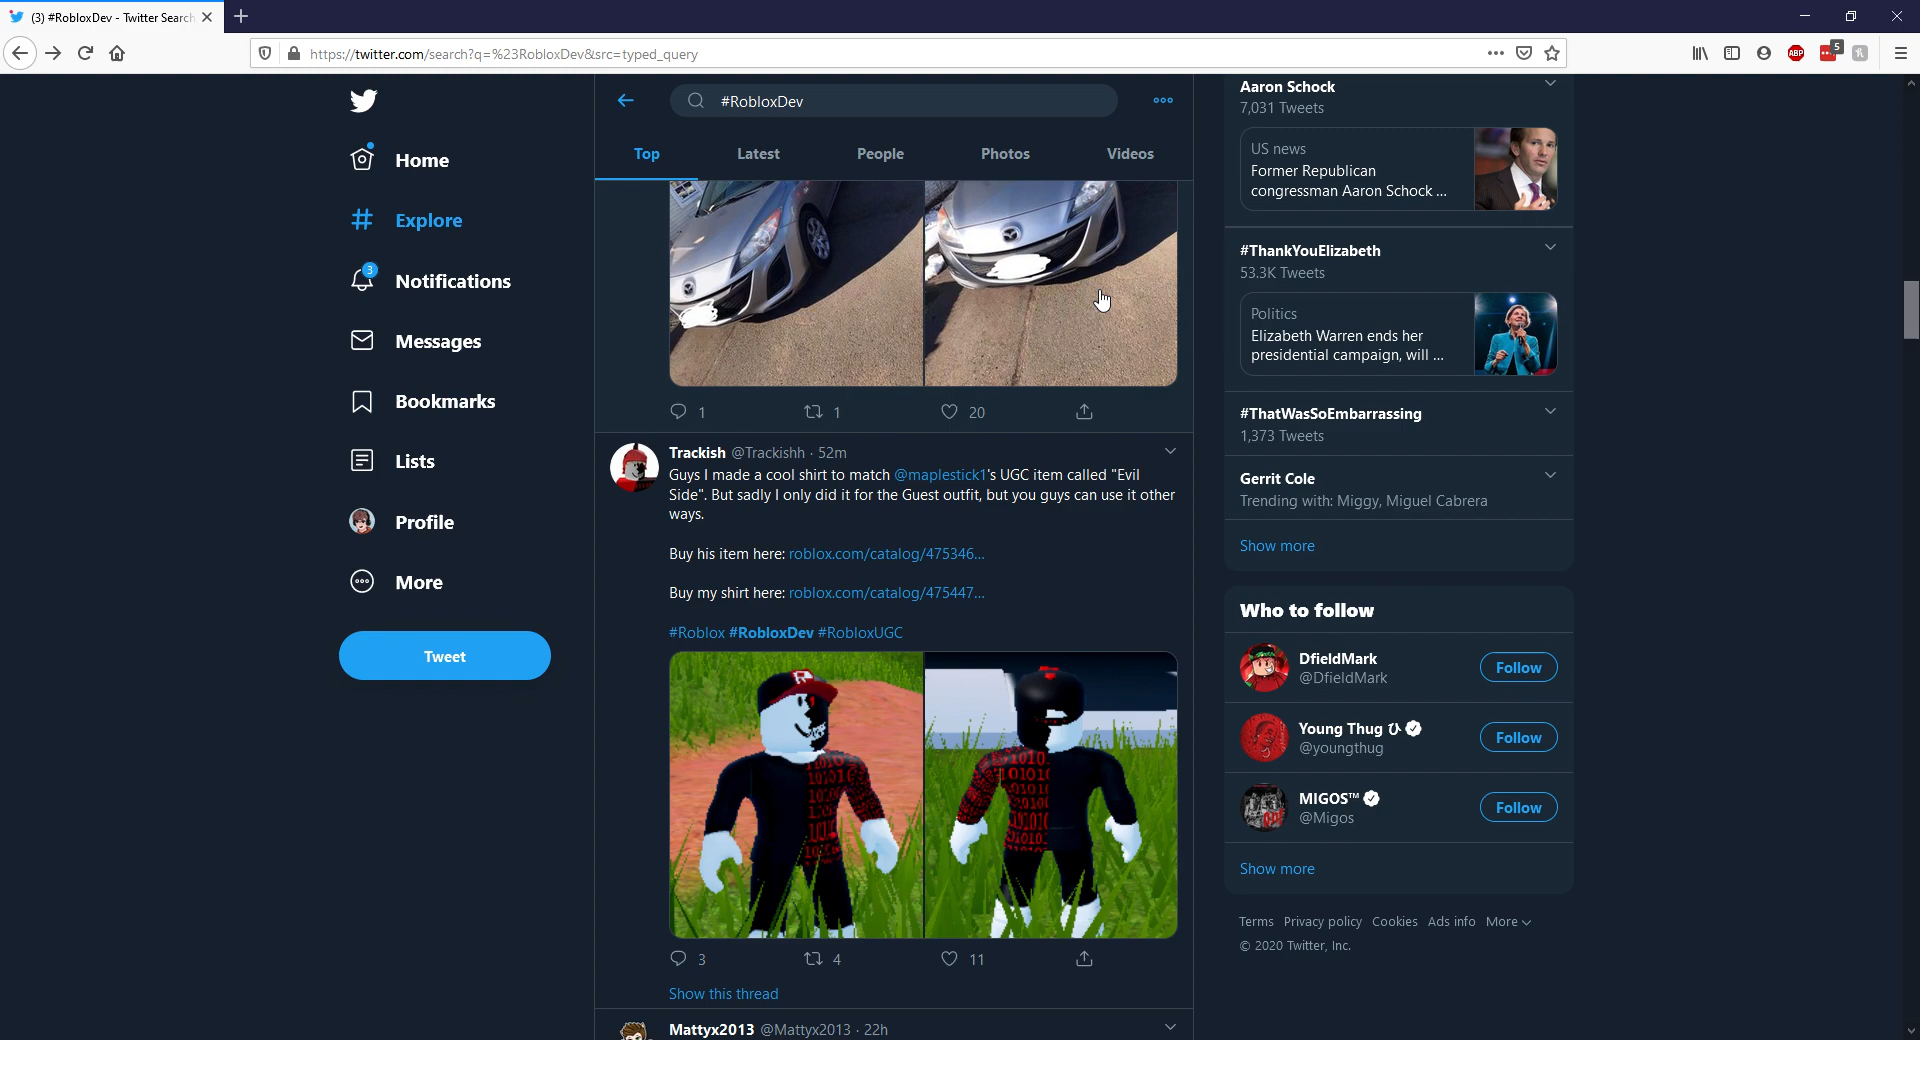 (3) #RobloxDev - Twitter Search
https://twitter.com/search?q=%23RobloxDev&src=typed_query
ABP
5
#RobloxDev
Top
Latest
People
Photos
Videos
Home
Explore
3
Notifications
Messages
Bookmarks
Lists
Profile
More
Tweet
1
1
20
Trackish @Trackishh · 52m
Guys I made a cool shirt to match @maplestick1's UGC item called "Evil
Side". But sadly I only did it for the Guest outfit, but you guys can use it other
ways.
Buy his item here: roblox.com/catalog/475346...
Buy my shirt here: roblox.com/catalog/475447...
#Roblox #RobloxDev #RobloxUGC
3
4
11
Show this thread
Mattyx2013 @Mattyx2013 · 22h
Aaron Schock
7,031 Tweets
US news
Former Republican
congressman Aaron Schock ...
#ThankYouElizabeth
53.3K Tweets
Politics
Elizabeth Warren ends her
presidential campaign, will ...
#ThatWasSoEmbarrassing
1,373 Tweets
Gerrit Cole
Trending with: Miggy, Miguel Cabrera
Show more
Who to follow
DfieldMark
@DfieldMark
Follow
Young Thug ひ
@youngthug
Follow
MIGOS™
@Migos
Follow
Show more
Terms Privacy policy Cookies Ads info More
© 2020 Twitter, Inc.